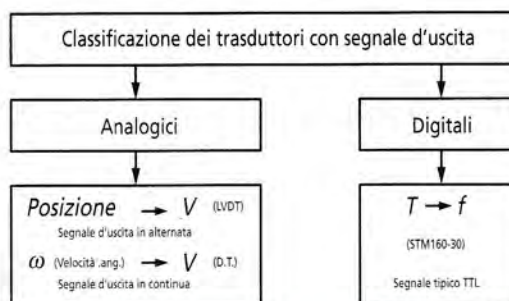 Classificazione dei trasduttori con segnale d'uscita
Analogici
Digitali
Posizione → V (LVDT)
Segnale d'uscita in alternata
ω (Velocità .ang.) → V (D.T.)
Segnale d'uscita in continua
T → f
(STM160-30)
Segnale tipico TTL